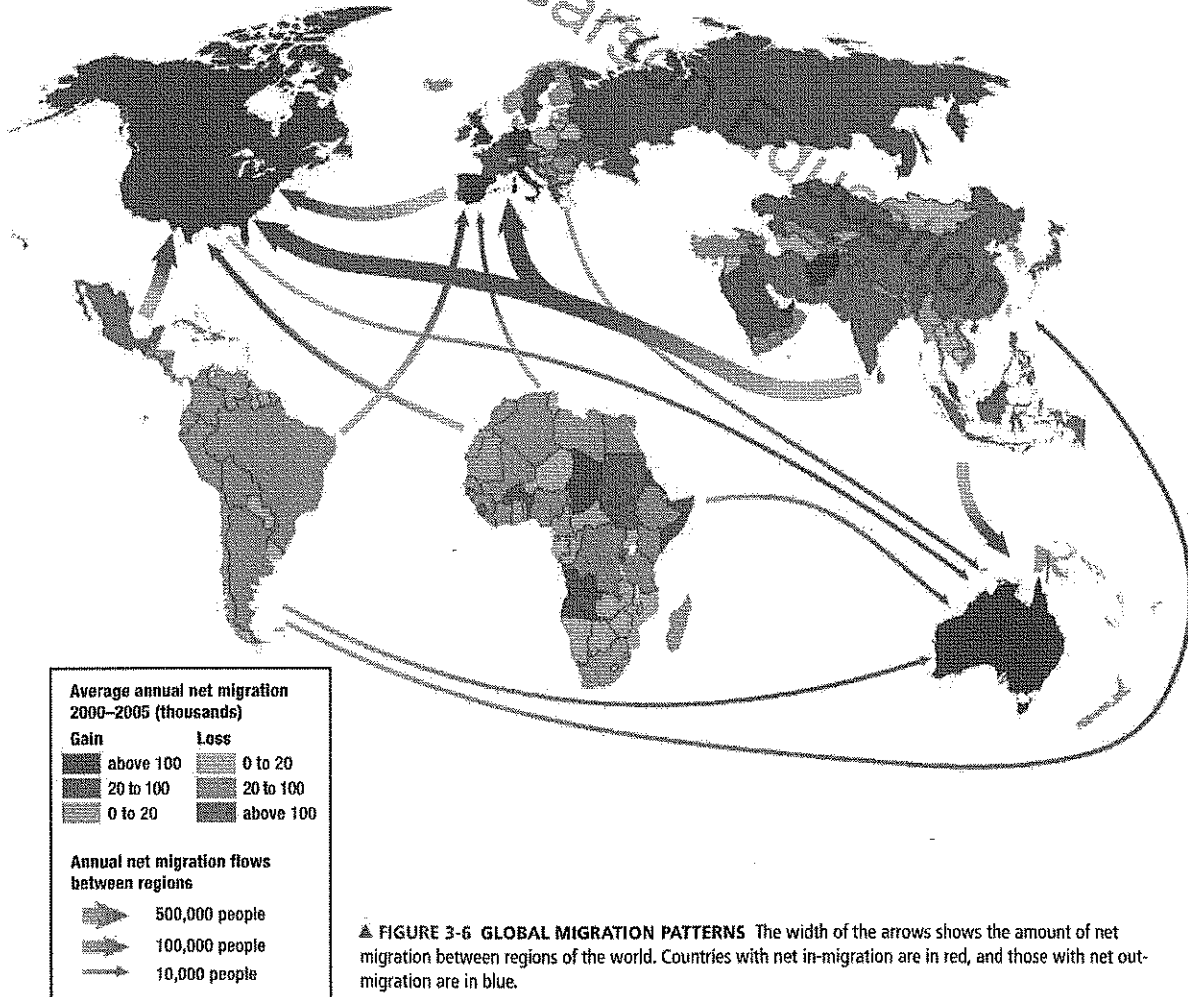 Average annual net migration
2000–2005 (thousands)
Gain Loss
above 100 0 to 20
20 to 100 20 to 100
0 to 20 above 100
Annual net migration flows
between regions
500,000 people
100,000 people
10,000 people
▲ FIGURE 3-6 GLOBAL MIGRATION PATTERNS The width of the arrows shows the amount of net
migration between regions of the world. Countries with net in-migration are in red, and those with net out-
migration are in blue.